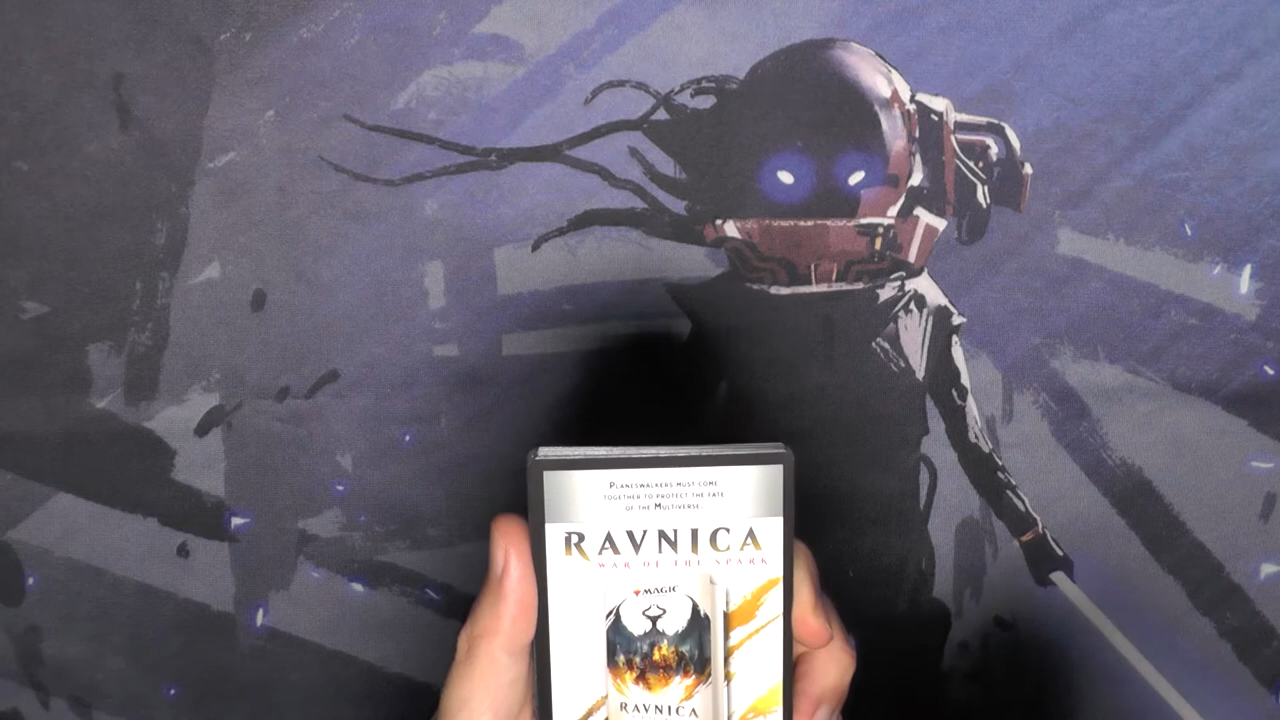 PLANESWALKERS MUST COME
TOGETHER TO PROTECT THE FATE
OF THE MULTIVERSE.
RAVNICA
WAR OF THE SPARK
MAGIC
RAVNICA